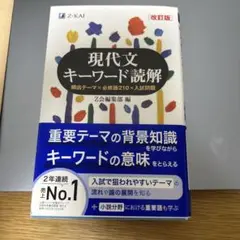 Z-KAI
改訂版
現代文
キーワード読解
頻出テーマ×必修語210×入試問題
Z会編集部 編
重要テーマの背景知識
を学びながら
キーワードの意味をとらえる
2年連続
No.1
入試で狙われやすいテーマの
流れや論の展開を知る
+小説分野における重要語も学ぶ